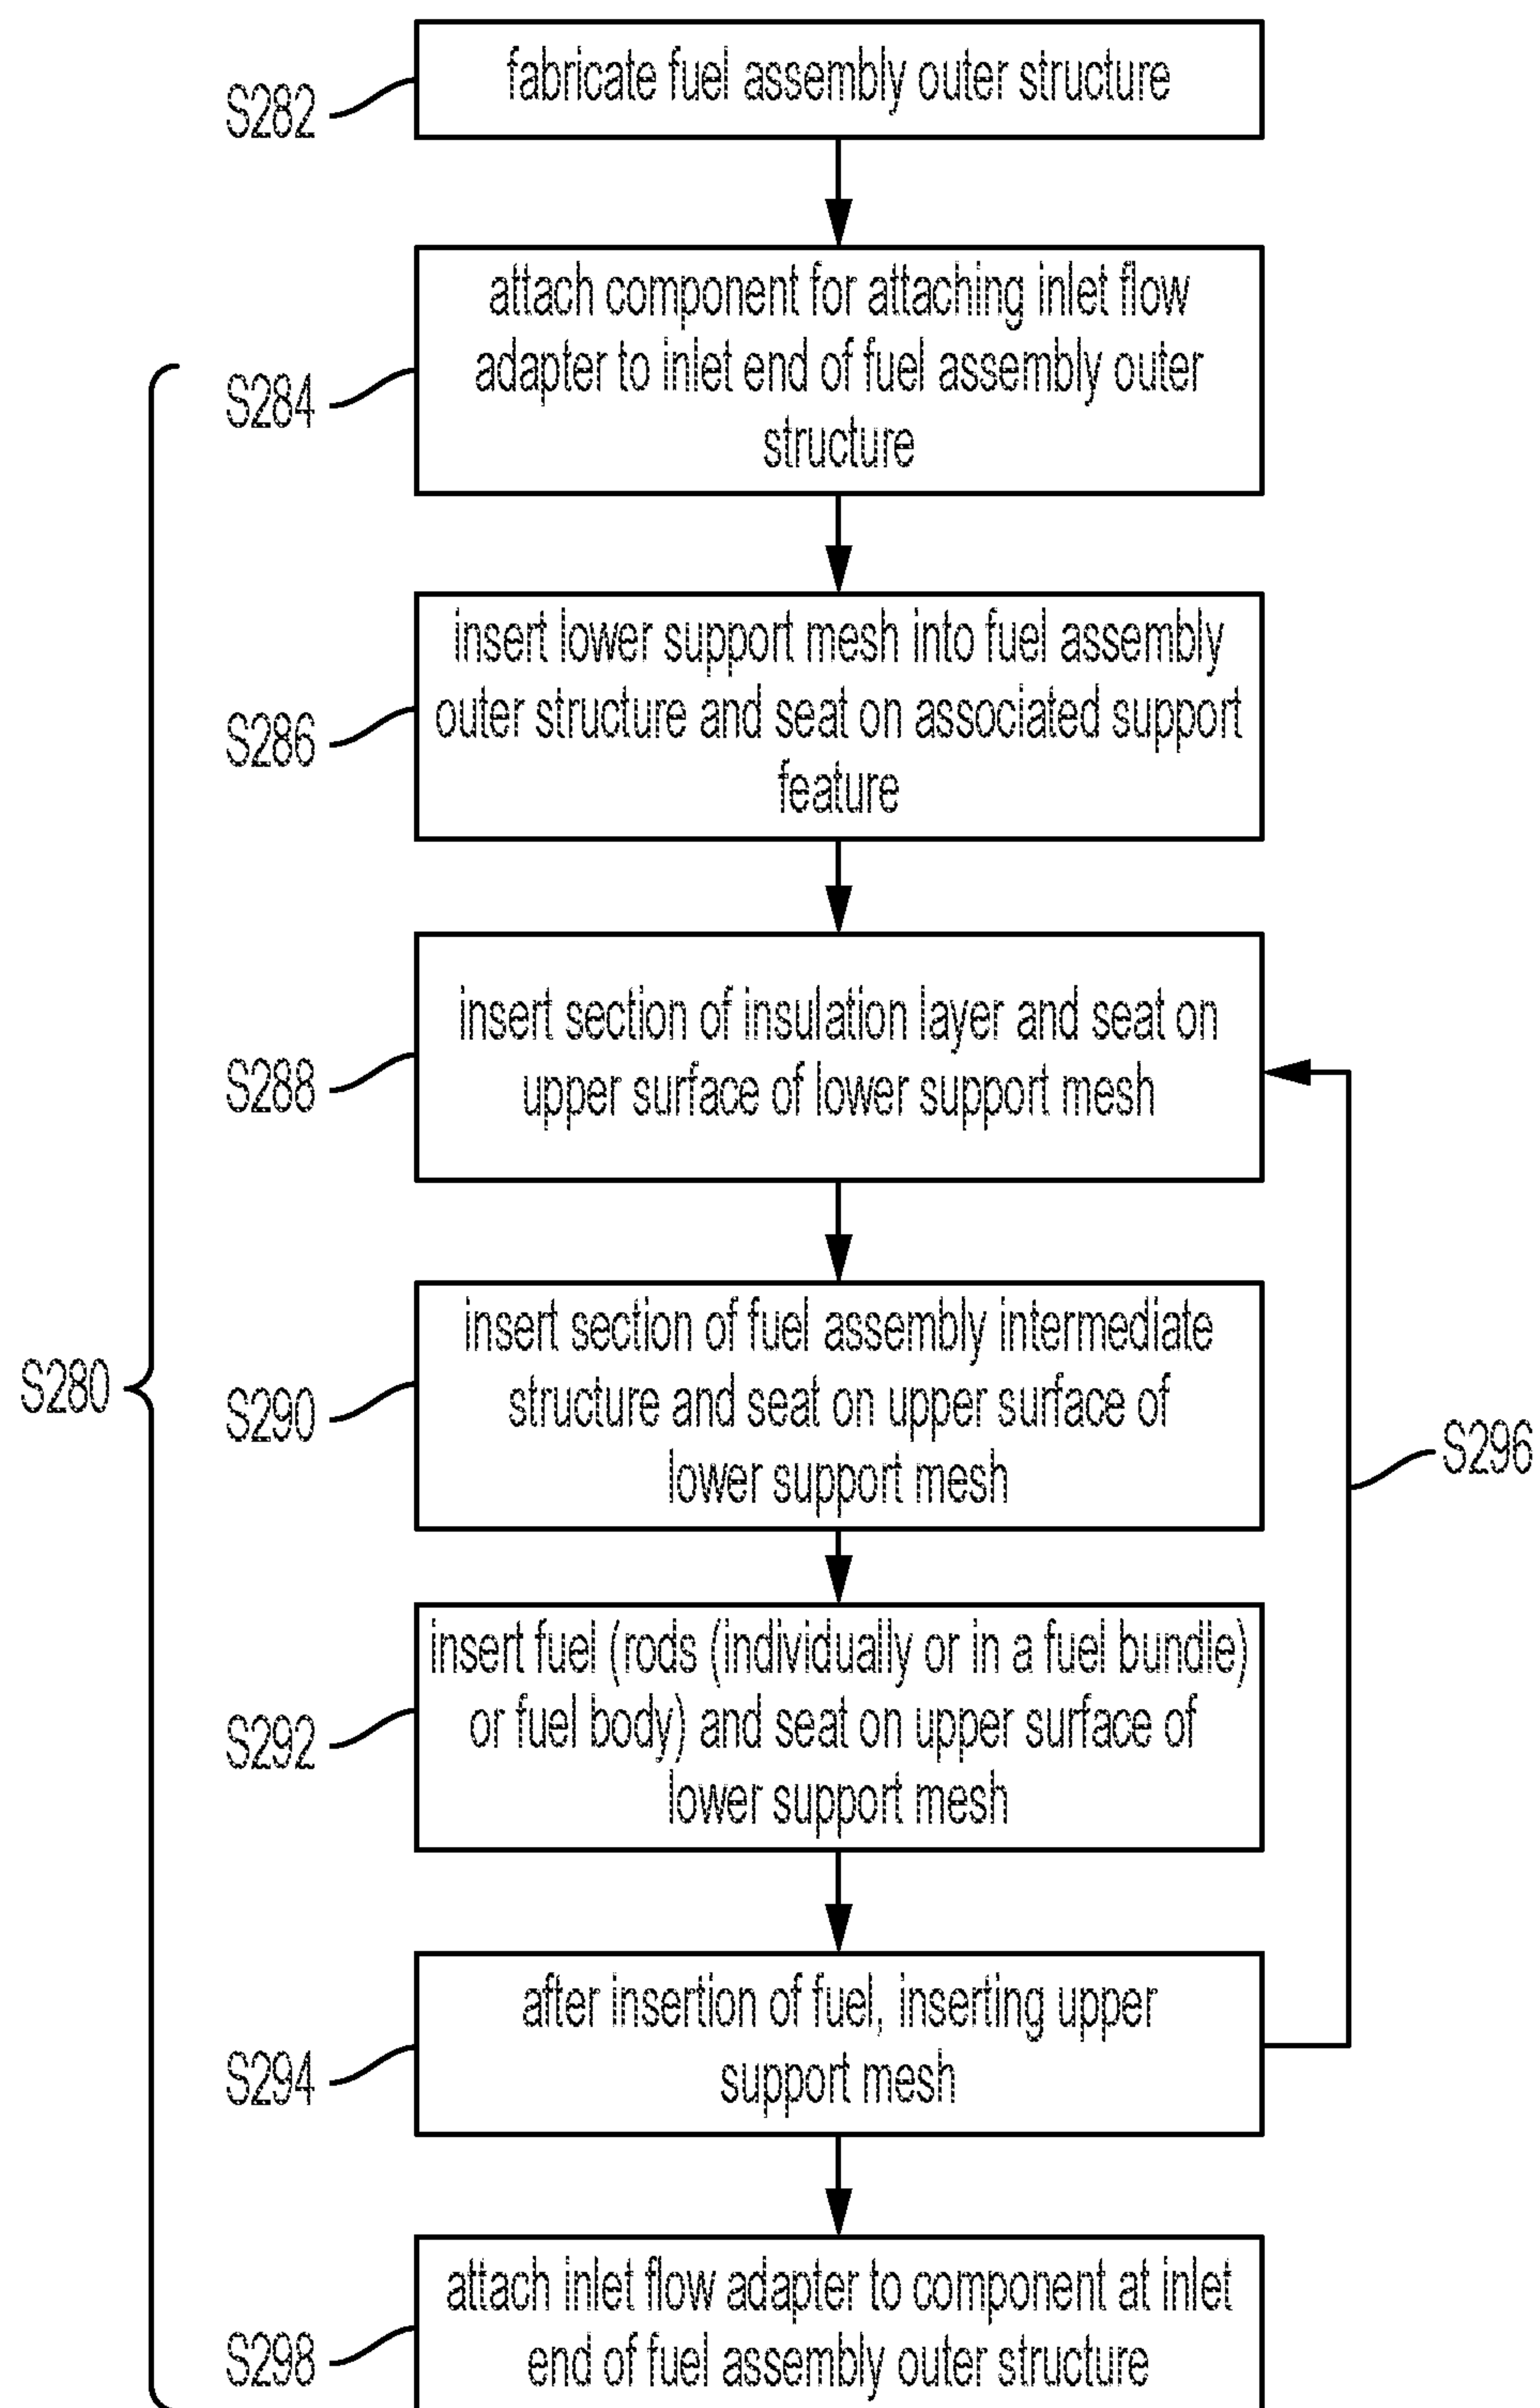 S282
fabricate fuel assembly outer structure
S284
attach component for attaching inlet flow
adapter to inlet end of fuel assembly outer
structure
S286
insert lower support mesh into fuel assembly
outer structure and seat on associated support
feature
S288
insert section of insulation layer and seat on
upper surface of lower support mesh
S280
S290
insert section of fuel assembly intermediate
structure and seat on upper surface of
lower support mesh
S296
S292
insert fuel (rods (individually or in a fuel bundle)
or fuel body) and seat on upper surface of
lower support mesh
S294
after insertion of fuel, inserting upper
support mesh
S298
attach inlet flow adapter to component at inlet
end of fuel assembly outer structure